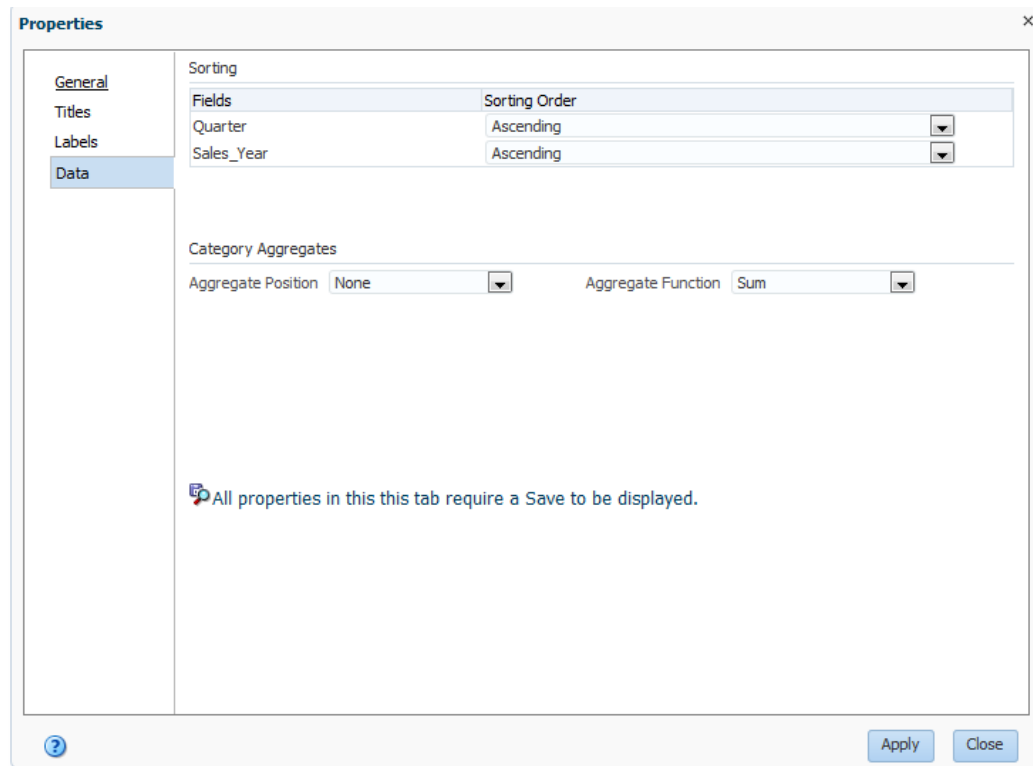 Properties
General
Titles
Labels
Data
Sorting
Fields Sorting Order
Quarter Ascending
Sales_Year Ascending
Category Aggregates
Aggregate Position None Aggregate Function Sum
All properties in this this tab require a Save to be displayed.
Apply Close